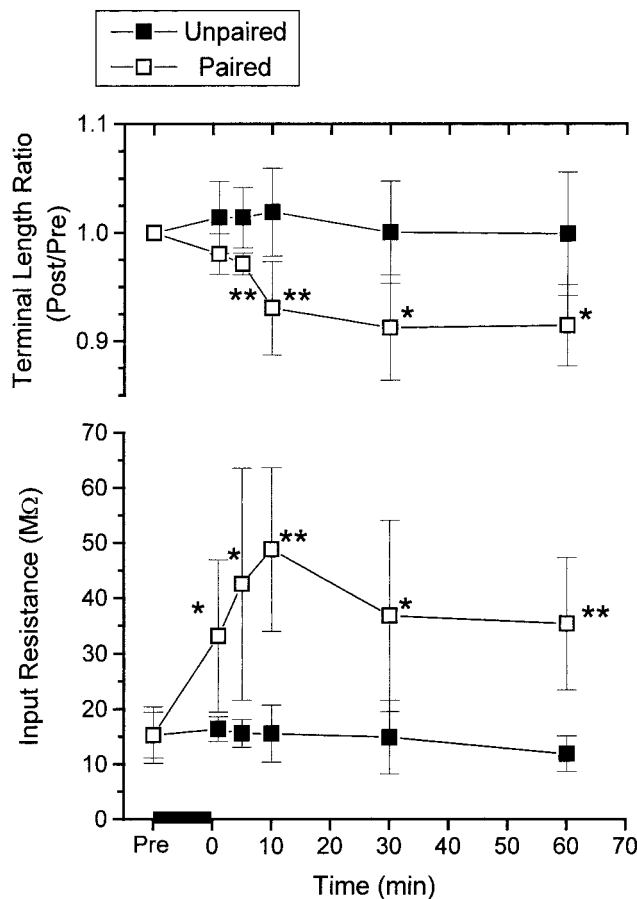 Unpaired
Paired
Terminal Length Ratio
(Post/Pre)
1.1
1.0
0.9
** ** * *
Input Resistance (MΩ)
70
60
50
40
30
20
10
0
* * ** * **
Pre 0 10 20 30 40 50 60 70
Time (min)